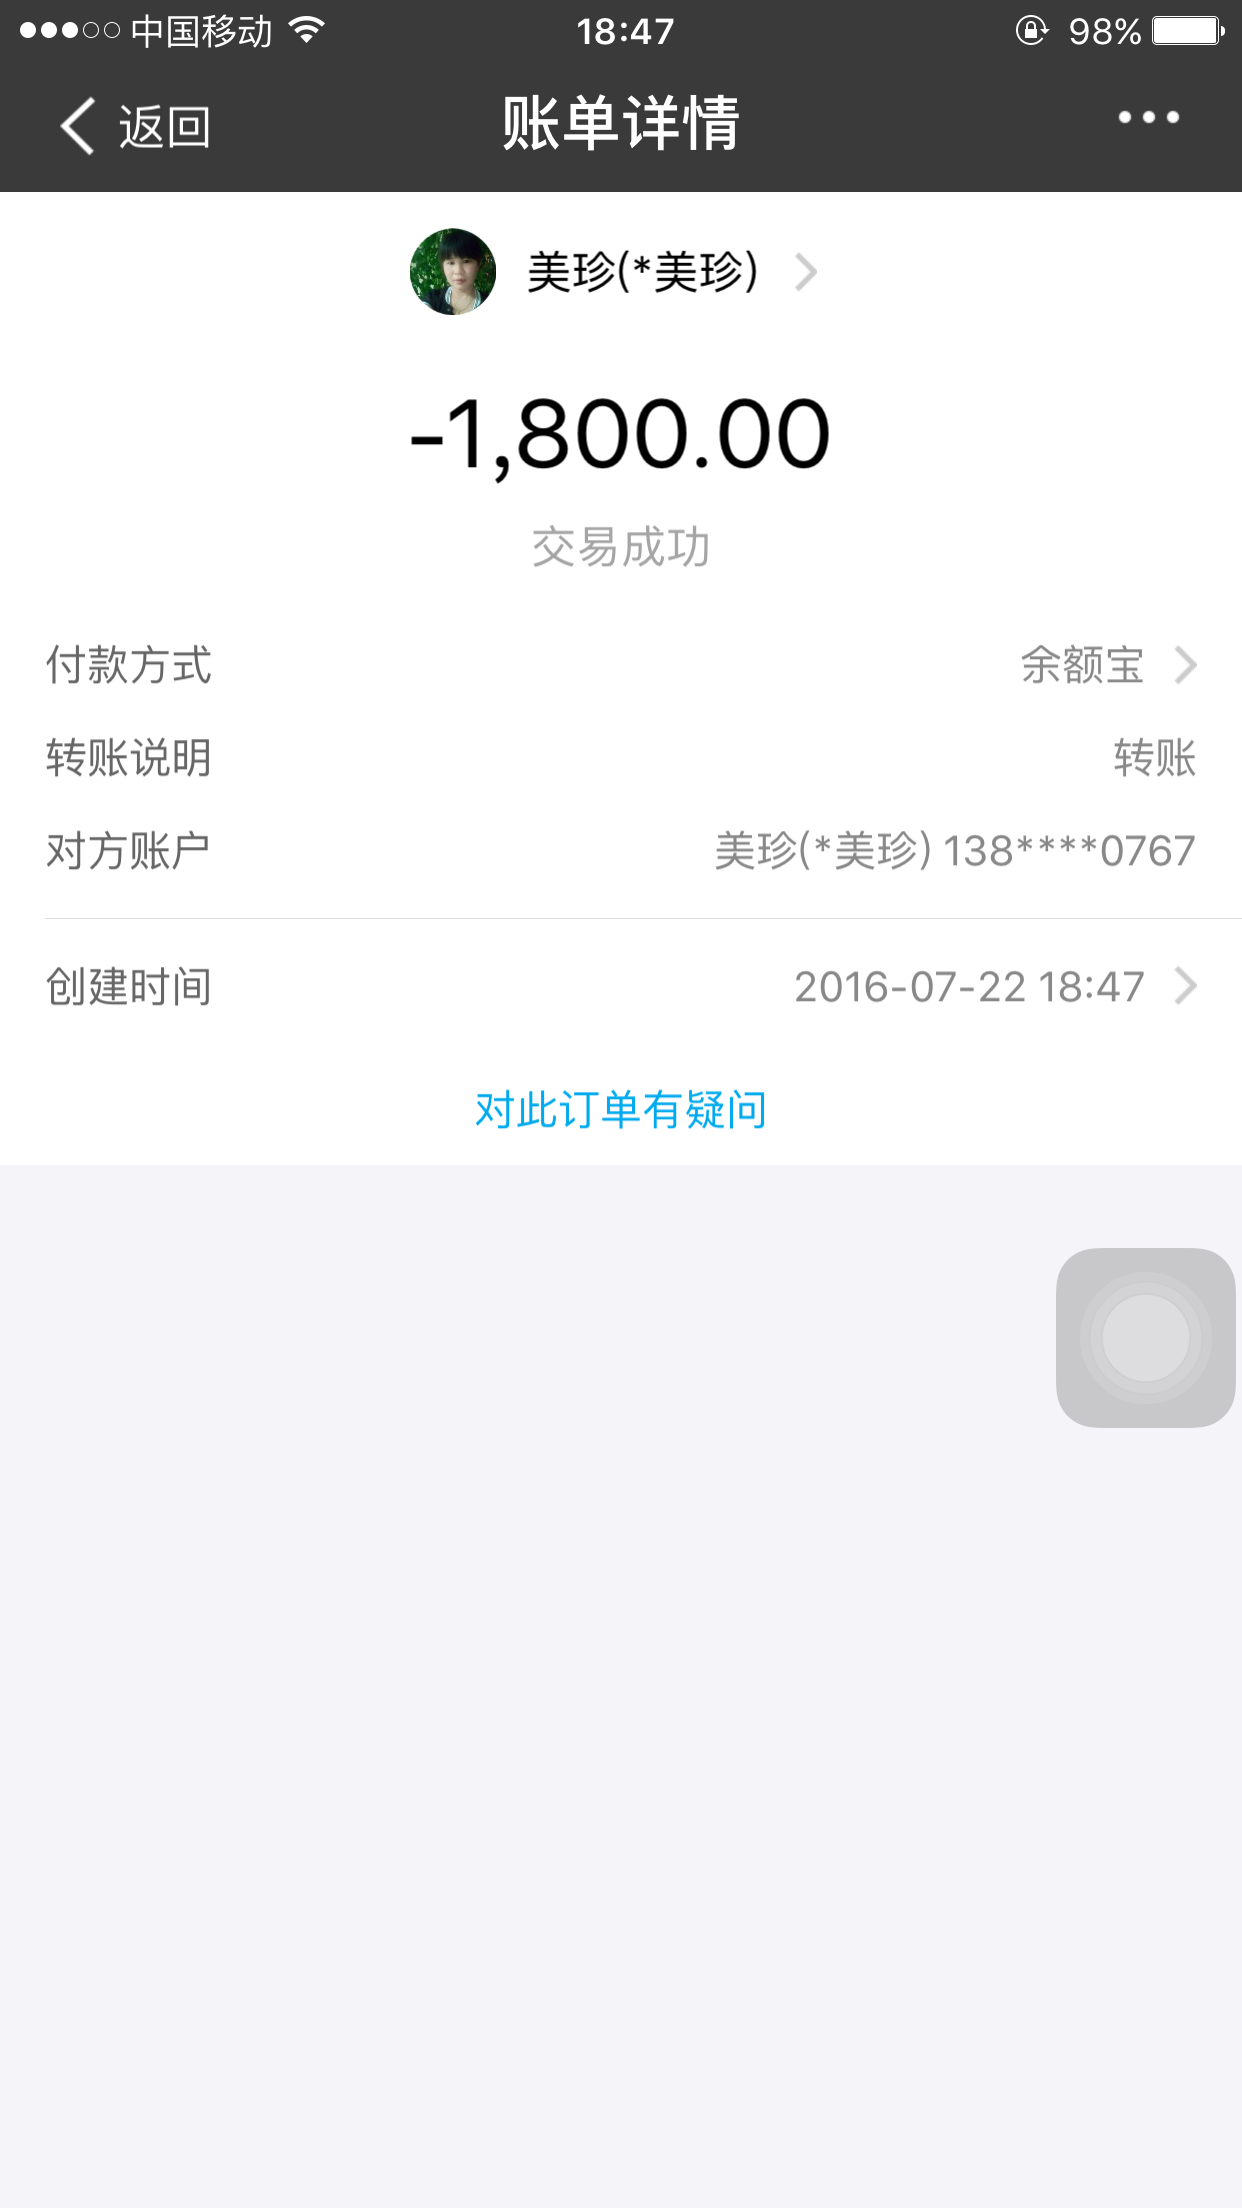 中国移动 18:47 98%
返回 账单详情
美珍(*美珍)
-1,800.00
交易成功
付款方式 余额宝
转账说明 转账
对方账户 美珍(*美珍) 138****0767
创建时间 2016-07-22 18:47
对此订单有疑问